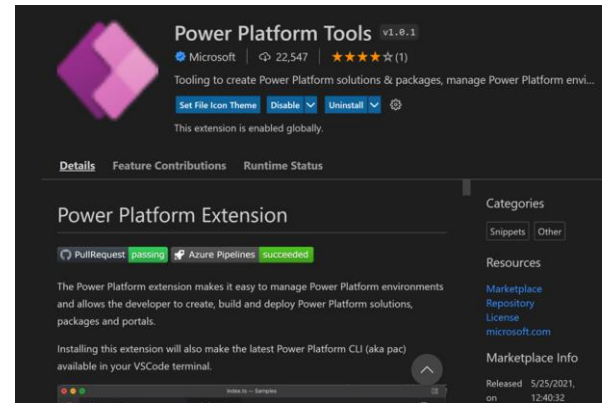 Power Platform Tools v1.0.1
Microsoft 22,547 (1)
Tooling to create Power Platform solutions & packages, manage Power Platform envi...
Set File Icon Theme Disable Uninstall
This extension is enabled globally.
Details Feature Contributions Runtime Status
Power Platform Extension
PullRequest passing Azure Pipelines succeeded
The Power Platform extension makes it easy to manage Power Platform environments
and allows the developer to create, build and deploy Power Platform solutions,
packages and portals.
Installing this extension will also make the latest Power Platform CLI (aka pac)
available in your VSCode terminal.
index.ts — Samples
Categories
Snippets Other
Resources
Marketplace
Repository
License
microsoft.com
Marketplace Info
Released 5/25/2021,
on 12:40:32